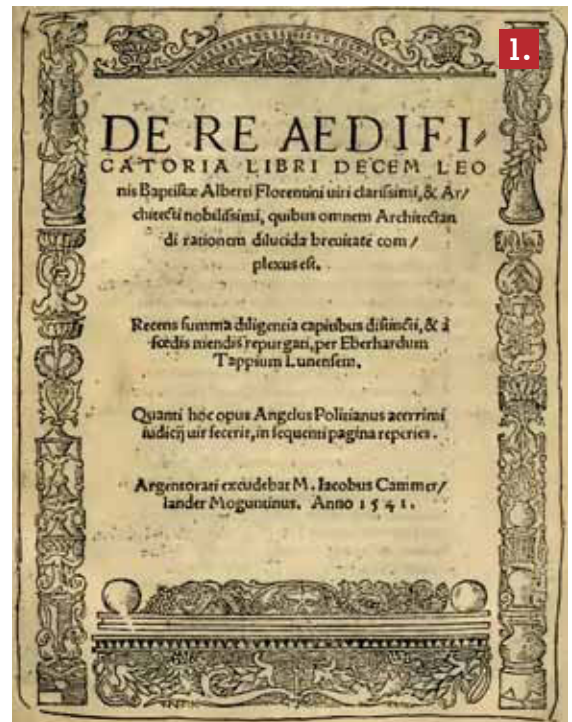 1.
DE RE AEDIFI⸗
CATORIA LIBRI DECEM LEO
nis Baptistæ Alberti Florentini uiri clarissimi, & Ar/
chitecti nobilissimi, quibus omnem Architectan
di rationem dilucida breuitate com/
plexus est.
Recens summa diligentia capitibus distincti, & à
fœdis mendis repurgati, per Eberhardum
Tappium Lunensem.
Quanti hoc opus Angelus Politianus acerrimi
iudicij uir fecerit, in sequenti pagina reperies.
Argentorati excudebat M. Iacobus Cammer/
lander Moguntinus. Anno 1541.